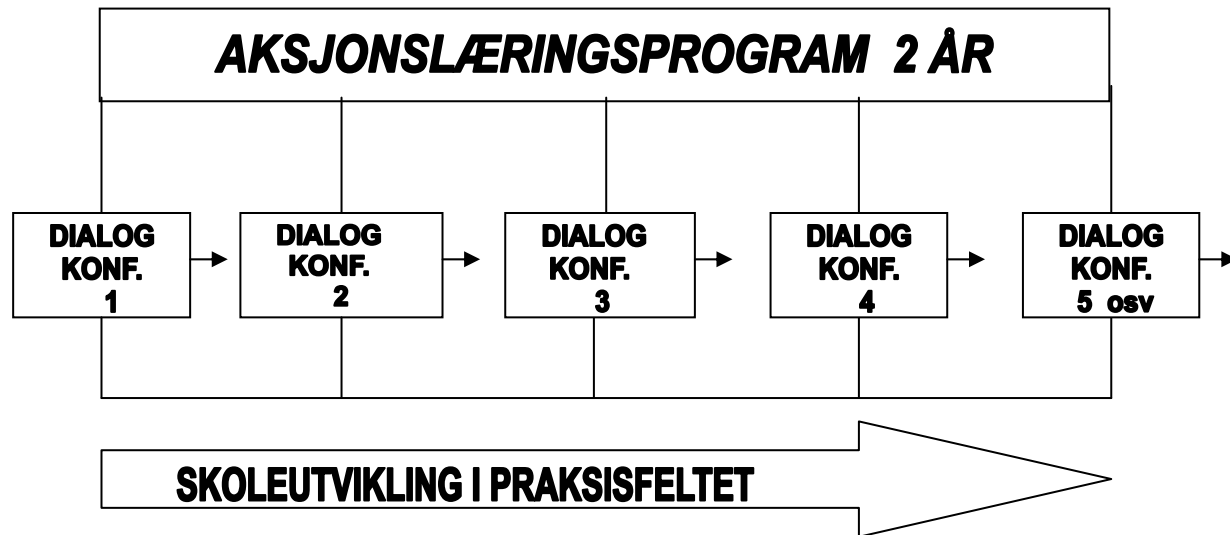 AKSJONSLÆRINGSPROGRAM 2 ÅR
DIALOG
KONF.
1
DIALOG
KONF.
2
DIALOG
KONF.
3
DIALOG
KONF.
4
DIALOG
KONF.
5 osv
SKOLEUTVIKLING I PRAKSISFELTET